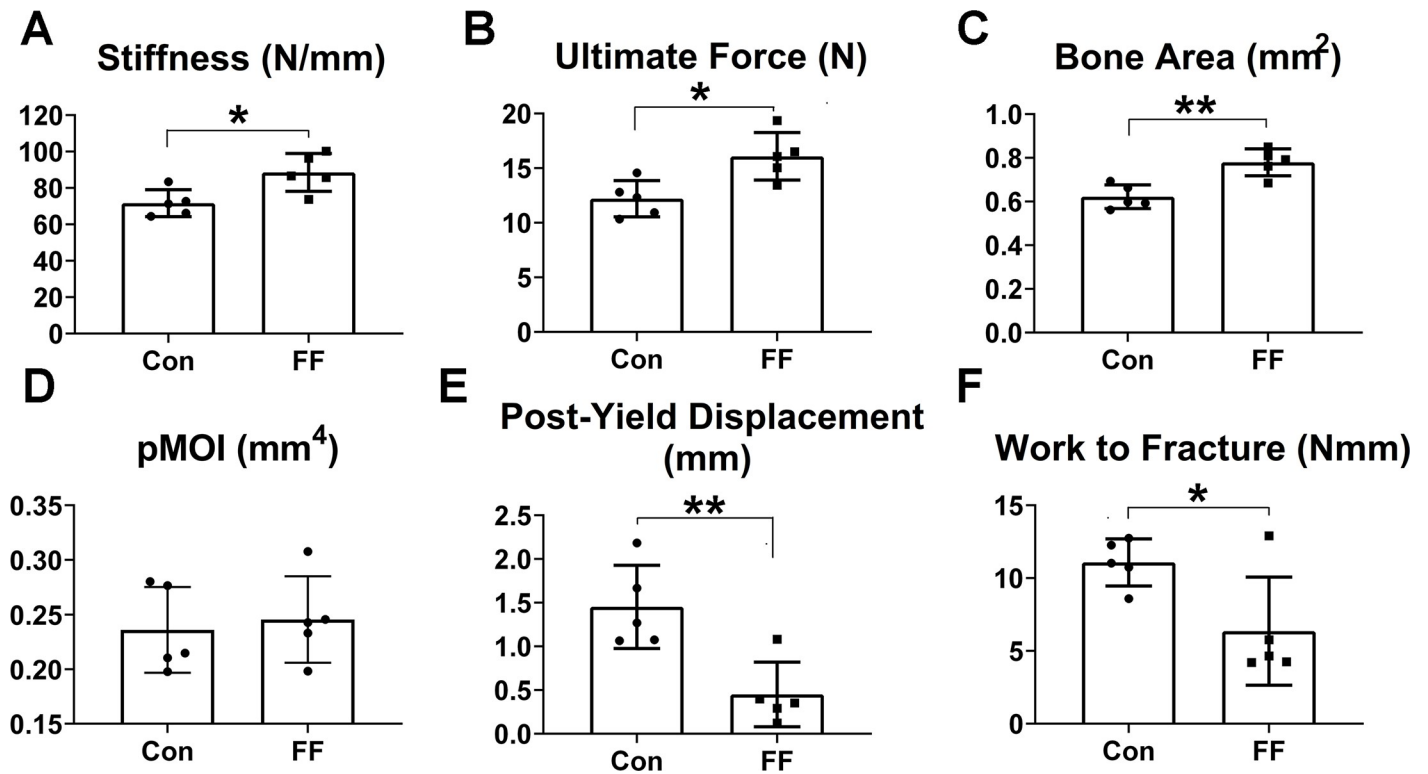 A
Stiffness (N/mm)
*
120
100
80
60
40
20
0
Con FF
B
Ultimate Force (N)
*
20
15
10
5
0
Con FF
C
Bone Area (mm²)
**
1.0
0.8
0.6
0.4
0.2
0.0
Con FF
D
pMOI (mm⁴)
0.35
0.30
0.25
0.20
0.15
Con FF
E
Post-Yield Displacement
(mm)
**
2.5
2.0
1.5
1.0
0.5
0.0
Con FF
F
Work to Fracture (Nmm)
*
15
10
5
0
Con FF